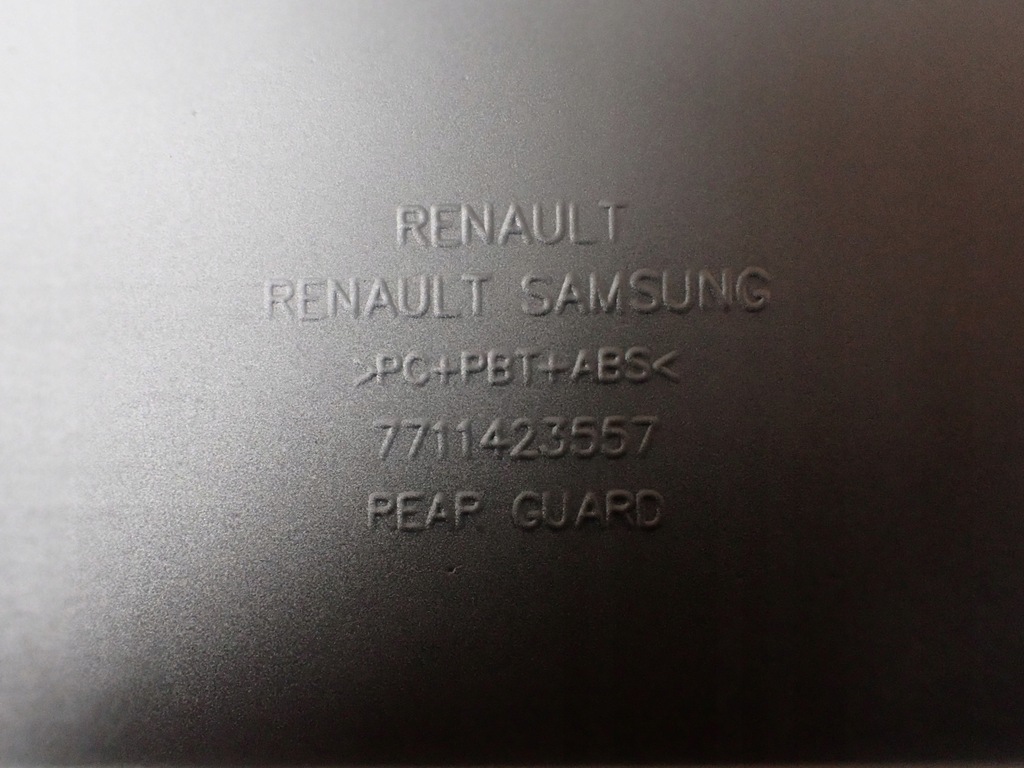 RENAULT
RENAULT SAMSUNG
>PC+PBT+ABS<
7711423557
REAR GUARD